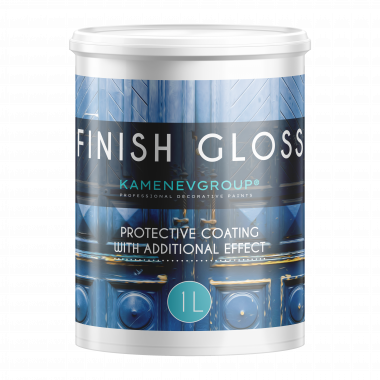 FINISH GLOSS
KAMENEVGROUP®
PROFESSIONAL DECORATIVE PAINTS
PROTECTIVE COATING
WITH ADDITIONAL EFFECT
1L